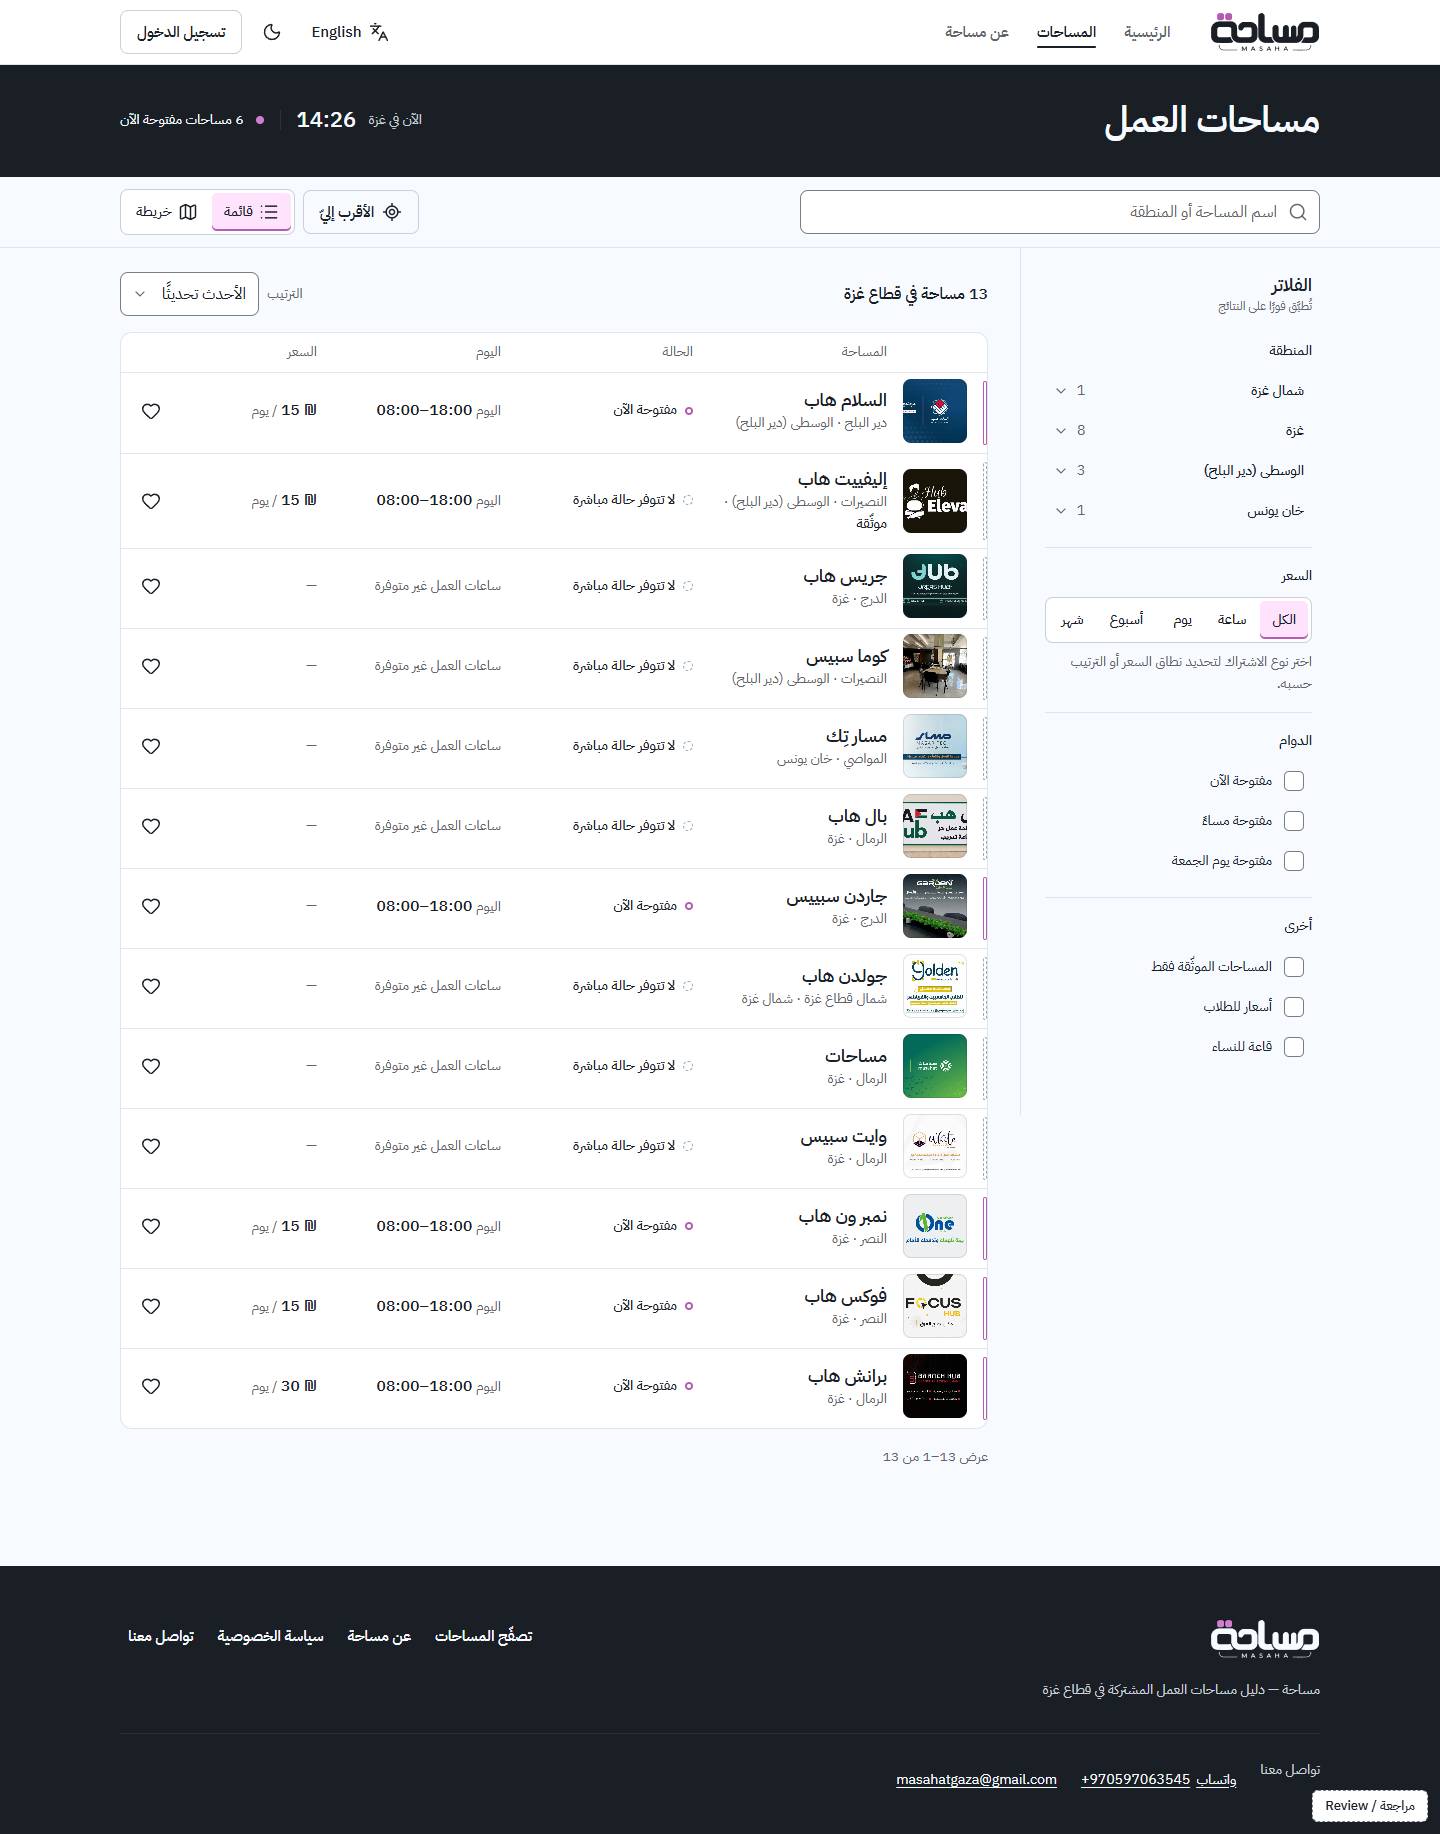 مساحة
MASAHA
الرئيسية
المساحات
عن مساحة
English
تسجيل الدخول
مساحات العمل
الآن في غزة 14:26
6 مساحات مفتوحة الآن
اسم المساحة أو المنطقة
الأقرب إليّ
قائمة
خريطة
الفلاتر
تُطبَّق فورًا على النتائج
المنطقة
شمال غزة 1
غزة 8
الوسطى (دير البلح) 3
خان يونس 1
السعر
الكل ساعة يوم أسبوع شهر
اختر نوع الاشتراك لتحديد نطاق السعر أو الترتيب
حسبه.
الدوام
مفتوحة الآن
مفتوحة مساءً
مفتوحة يوم الجمعة
أخرى
المساحات الموثّقة فقط
أسعار للطلاب
قاعة للنساء
13 مساحة في قطاع غزة
الترتيب
الأحدث تحديثًا
المساحة الحالة اليوم السعر
السلام هاب
دير البلح · الوسطى (دير البلح)
مفتوحة الآن
اليوم 08:00–18:00
₪ 15 / يوم
Hub
Eleva
إليفييت هاب
النصيرات · الوسطى (دير البلح) ·
موثّقة
لا تتوفر حالة مباشرة
اليوم 08:00–18:00
₪ 15 / يوم
جريس هاب
الدرج · غزة
لا تتوفر حالة مباشرة
ساعات العمل غير متوفرة
—
كوما سبيس
النصيرات · الوسطى (دير البلح)
لا تتوفر حالة مباشرة
ساعات العمل غير متوفرة
—
مسار
مسار تِك
المواصي · خان يونس
لا تتوفر حالة مباشرة
ساعات العمل غير متوفرة
—
هب
ub
بال هاب
الرمال · غزة
لا تتوفر حالة مباشرة
ساعات العمل غير متوفرة
—
GARDEN
جاردن سبييس
الدرج · غزة
مفتوحة الآن
اليوم 08:00–18:00
—
golden
جولدن هاب
شمال قطاع غزة · شمال غزة
لا تتوفر حالة مباشرة
ساعات العمل غير متوفرة
—
مساحات
masahat
مساحات
الرمال · غزة
لا تتوفر حالة مباشرة
ساعات العمل غير متوفرة
—
وايت سبيس
الرمال · غزة
لا تتوفر حالة مباشرة
ساعات العمل غير متوفرة
—
One
نمبر ون هاب
النصر · غزة
مفتوحة الآن
اليوم 08:00–18:00
₪ 15 / يوم
FOCUS
HUB
فوكس هاب
النصر · غزة
مفتوحة الآن
اليوم 08:00–18:00
₪ 15 / يوم
BRANCH HUB
برانش هاب
الرمال · غزة
مفتوحة الآن
اليوم 08:00–18:00
₪ 30 / يوم
عرض 1–13 من 13
مساحة
MASAHA
تصفّح المساحات
عن مساحة
سياسة الخصوصية
تواصل معنا
مساحة — دليل مساحات العمل المشتركة في قطاع غزة
تواصل معنا
واتساب +970597063545
masahatgaza@gmail.com
مراجعة / Review